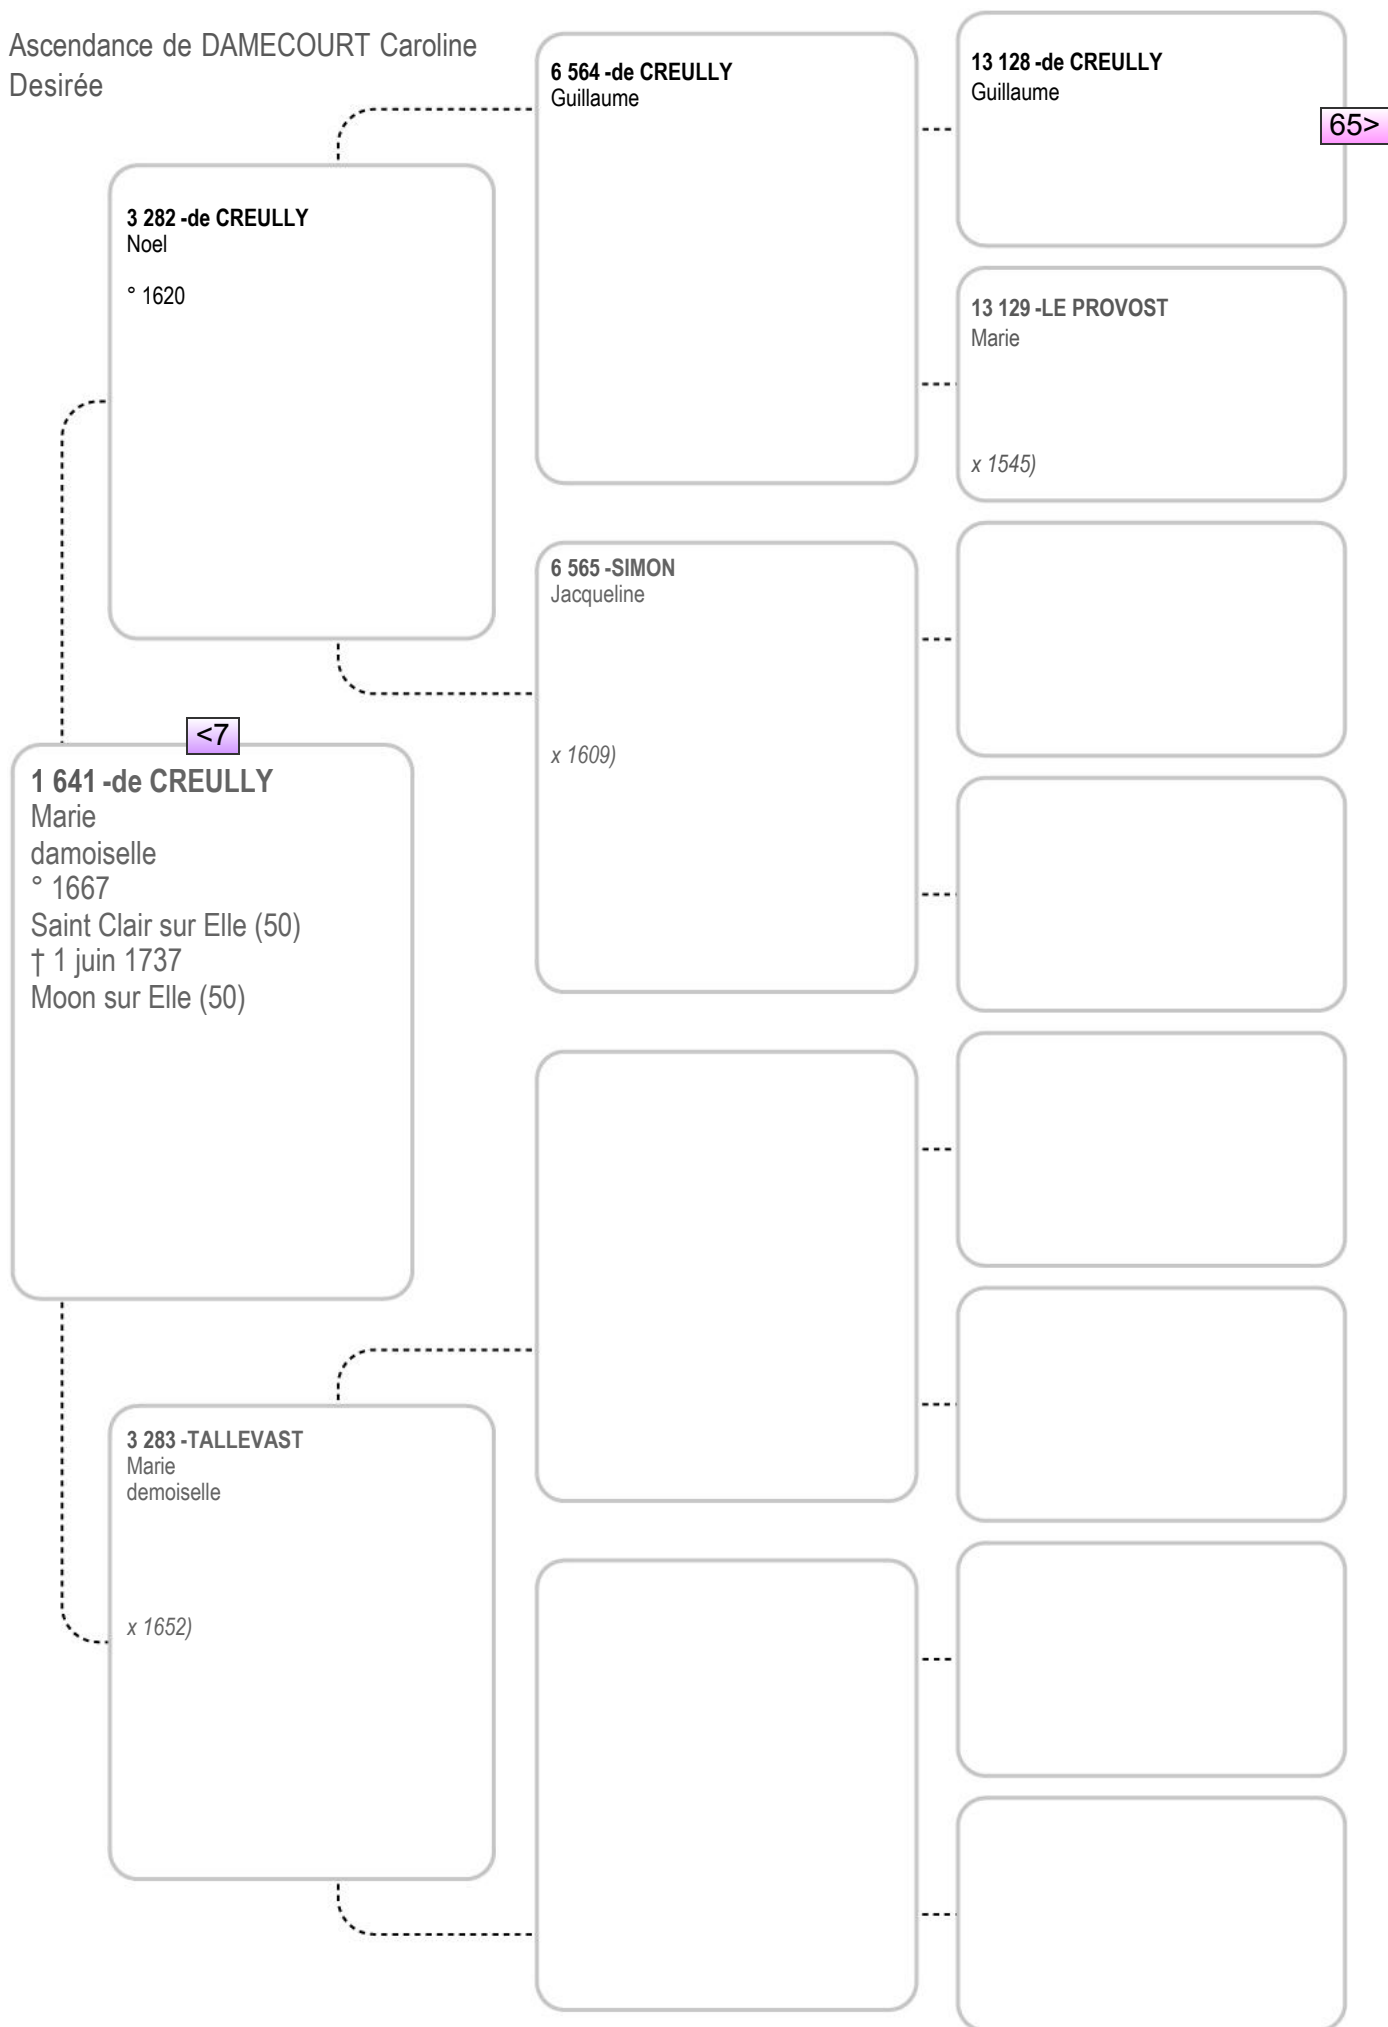 Ascendance de DAMECOURT Caroline
Desirée
6 564 -de CREULLY
Guillaume
13 128 -de CREULLY
Guillaume
65>
3 282 -de CREULLY
Noel
° 1620
13 129 -LE PROVOST
Marie
x 1545)
6 565 -SIMON
Jacqueline
x 1609)
<7
1 641 -de CREULLY
Marie
damoiselle
° 1667
Saint Clair sur Elle (50)
† 1 juin 1737
Moon sur Elle (50)
3 283 -TALLEVAST
Marie
demoiselle
x 1652)